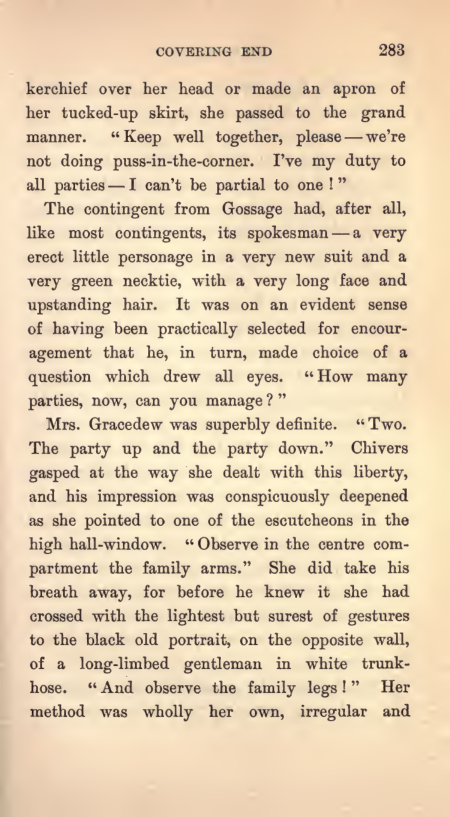 COVERING END 283
kerchief over her head or made an apron of
her tucked-up skirt, she passed to the grand
manner. “Keep well together, please — we’re
not doing puss-in-the-corner. I’ve my duty to
all parties — I can’t be partial to one!”
The contingent from Gossage had, after all,
like most contingents, its spokesman — a very
erect little personage in a very new suit and a
very green necktie, with a very long face and
upstanding hair. It was on an evident sense
of having been practically selected for encour-
agement that he, in turn, made choice of a
question which drew all eyes. “How many
parties, now, can you manage?”
Mrs. Gracedew was superbly definite. “Two.
The party up and the party down.” Chivers
gasped at the way she dealt with this liberty,
and his impression was conspicuously deepened
as she pointed to one of the escutcheons in the
high hall-window. “Observe in the centre com-
partment the family arms.” She did take his
breath away, for before he knew it she had
crossed with the lightest but surest of gestures
to the black old portrait, on the opposite wall,
of a long-limbed gentleman in white trunk-
hose. “And observe the family legs!” Her
method was wholly her own, irregular and